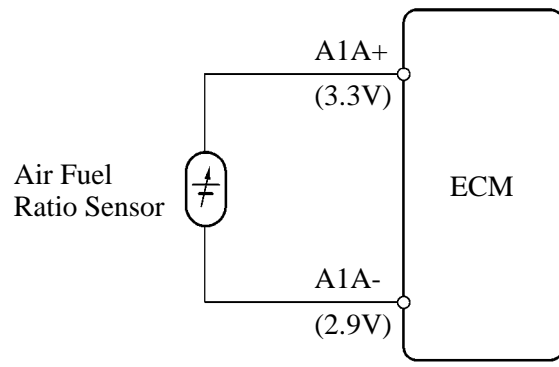 A1A+
(3.3V)
Air Fuel
Ratio Sensor
ECM
A1A-
(2.9V)